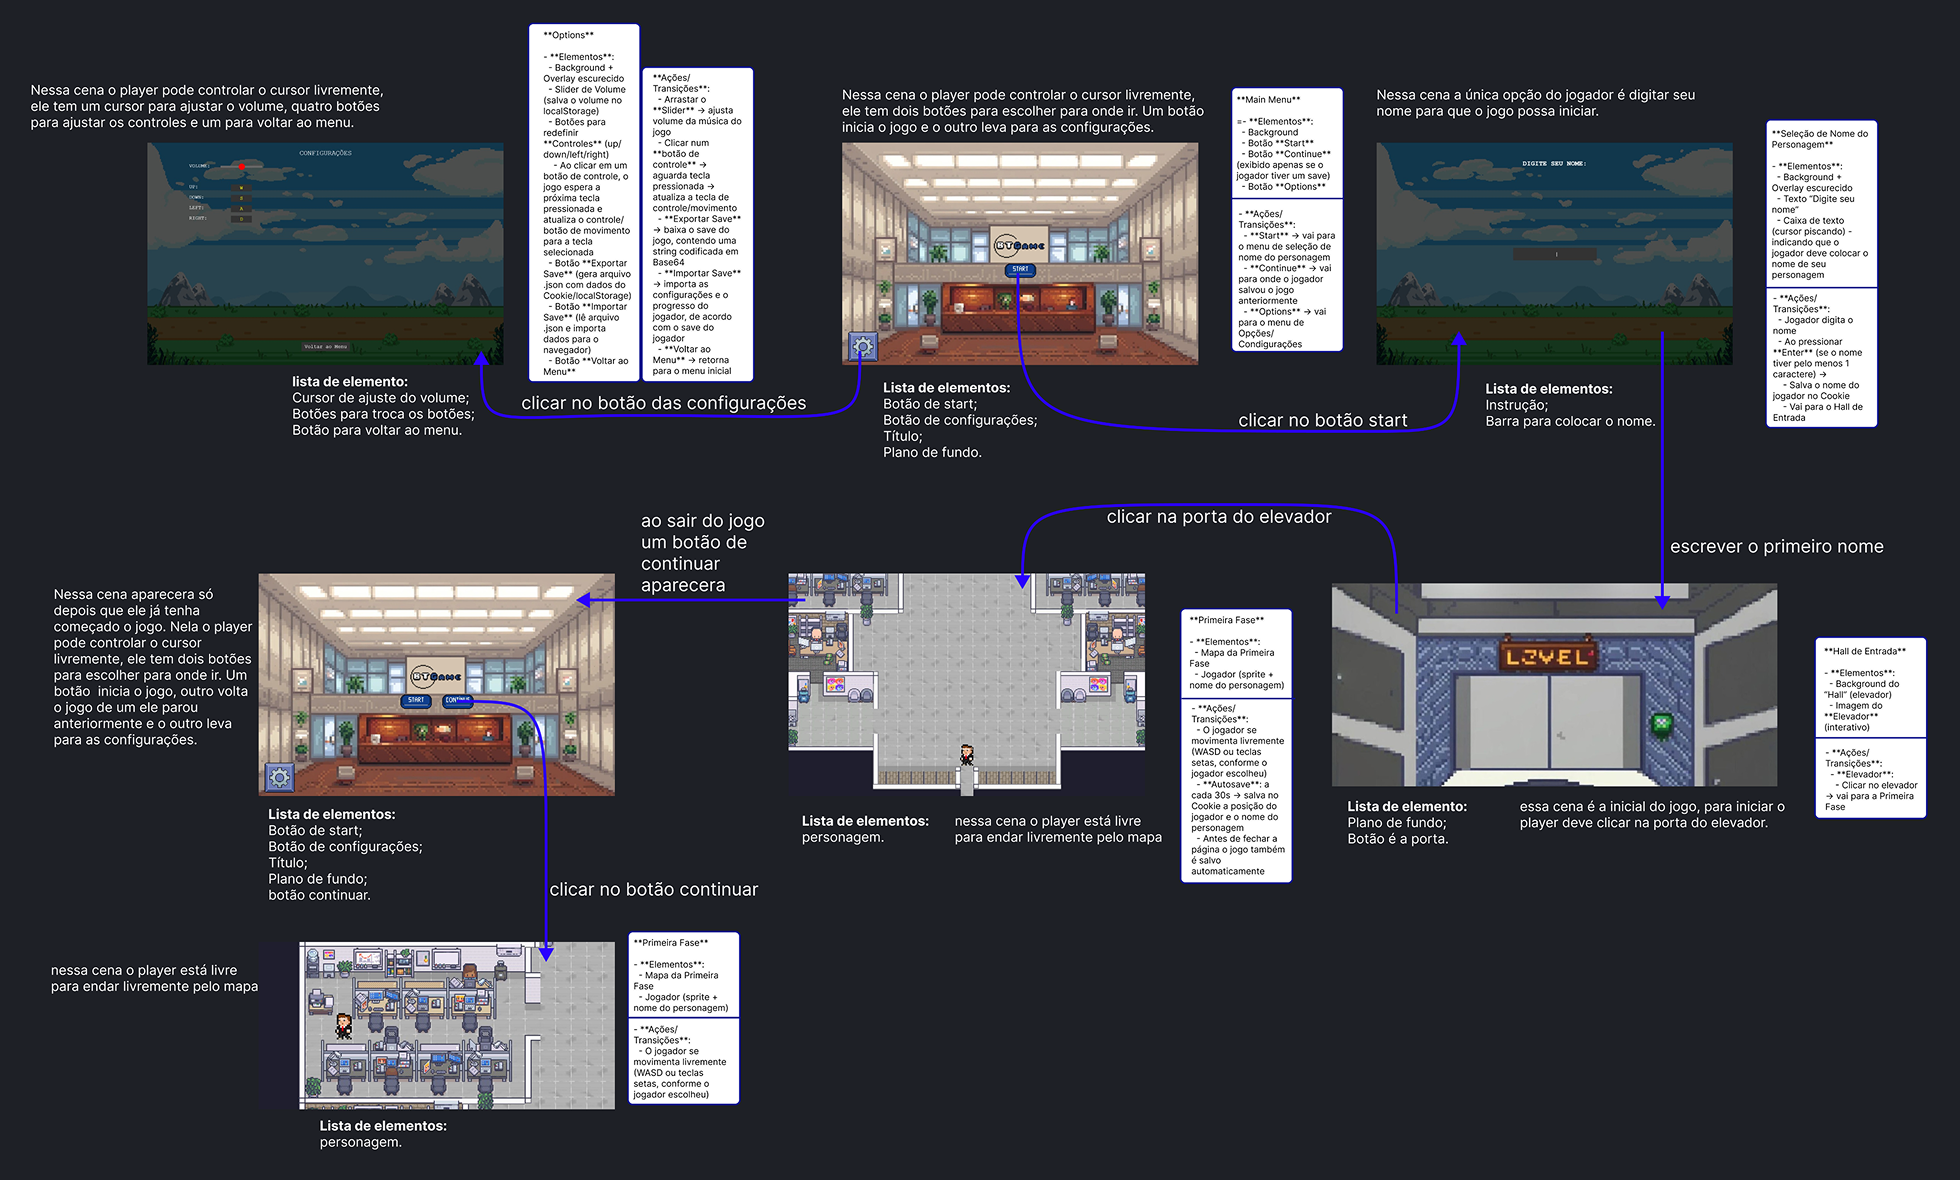 Nessa cena o player pode controlar o cursor livremente,
ele tem um cursor para ajustar o volume, quatro botões
para ajustar os controles e um para voltar ao menu.
CONFIGURAÇÕES
VOLUME:
UP:
DOWN:
LEFT:
RIGHT:
Voltar ao Menu
lista de elemento:
Cursor de ajuste do volume;
Botões para troca os botões;
Botão para voltar ao menu.
**Options**
- **Elementos**:
- Background +
Overlay escurecido
- Slider de Volume
(salva o volume no
localStorage)
- Botões para
redefinir
**Controles** (up/
down/left/right)
- Ao clicar em um
botão de controle, o
jogo espera a
próxima tecla
pressionada e
atualiza o controle/
botão de movimento
para a tecla
selecionada
- Botão **Exportar
Save** (gera arquivo
.json com dados do
Cookie/localStorage)
- Botão **Importar
Save** (lê arquivo
.json e importa
dados para o
navegador)
- Botão **Voltar ao
Menu**
**Ações/
Transições**:
- Arrastar o
**Slider** → ajusta
volume da música do
jogo
- Clicar num
**botão de
controle** →
aguarda tecla
pressionada →
atualiza a tecla de
controle/movimento
- **Exportar Save**
→ baixa o save do
jogo, contendo uma
string codificada em
Base64
- **Importar Save**
→ importa as
configurações e o
progresso do
jogador, de acordo
com o save do
jogador
- **Voltar ao
Menu** → retorna
para o menu inicial
clicar no botão das configurações
Nessa cena o player pode controlar o cursor livremente,
ele tem dois botões para escolher para onde ir. Um botão
inicia o jogo e o outro leva para as configurações.
RTGAME
START
Lista de elementos:
Botão de start;
Botão de configurações;
Título;
Plano de fundo.
**Main Menu**
=- **Elementos**:
- Background
- Botão **Start**
- Botão **Continue**
(exibido apenas se o
jogador tiver um save)
- Botão **Options**
- **Ações/
Transições**:
- **Start** → vai para
o menu de seleção de
nome do personagem
- **Continue** → vai
para onde o jogador
salvou o jogo
anteriormente
- **Options** → vai
para o menu de
Opções/
Condigurações
clicar no botão start
Nessa cena a única opção do jogador é digitar seu
nome para que o jogo possa iniciar.
DIGITE SEU NOME:
Lista de elementos:
Instrução;
Barra para colocar o nome.
**Seleção de Nome do
Personagem**
- **Elementos**:
- Background +
Overlay escurecido
- Texto "Digite seu
nome"
- Caixa de texto
(cursor piscando) -
indicando que o
jogador deve colocar o
nome de seu
personagem
- **Ações/
Transições**:
- Jogador digita o
nome
- Ao pressionar
**Enter** (se o nome
tiver pelo menos 1
caractere) →
- Salva o nome do
jogador no Cookie
- Vai para o Hall de
Entrada
escrever o primeiro nome
LEVEL
Lista de elemento:
Plano de fundo;
Botão é a porta.
essa cena é a inicial do jogo, para iniciar o
player deve clicar na porta do elevador.
**Hall de Entrada**
- **Elementos**:
- Background do
"Hall" (elevador)
- Imagem do
**Elevador**
(interativo)
- **Ações/
Transições**:
- **Elevador**:
- Clicar no elevador
→ vai para a Primeira
Fase
clicar na porta do elevador
Lista de elementos:
personagem.
nessa cena o player está livre
para endar livremente pelo mapa
**Primeira Fase**
- **Elementos**:
- Mapa da Primeira
Fase
- Jogador (sprite +
nome do personagem)
- **Ações/
Transições**:
- O jogador se
movimenta livremente
(WASD ou teclas
setas, conforme o
jogador escolheu)
- **Autosave**: a
cada 30s → salva no
Cookie a posição do
jogador e o nome do
personagem
- Antes de fechar a
página o jogo também
é salvo
automaticamente
ao sair do jogo
um botão de
continuar
aparecera
Nessa cena aparecera só
depois que ele já tenha
começado o jogo. Nela o player
pode controlar o cursor
livremente, ele tem dois botões
para escolher para onde ir. Um
botão  inicia o jogo, outro volta
o jogo de um ele parou
anteriormente e o outro leva
para as configurações.
RTGAME
START
CONTINUE
Lista de elementos:
Botão de start;
Botão de configurações;
Título;
Plano de fundo;
botão continuar.
clicar no botão continuar
nessa cena o player está livre
para endar livremente pelo mapa
Lista de elementos:
personagem.
**Primeira Fase**
- **Elementos**:
- Mapa da Primeira
Fase
- Jogador (sprite +
nome do personagem)
- **Ações/
Transições**:
- O jogador se
movimenta livremente
(WASD ou teclas
setas, conforme o
jogador escolheu)